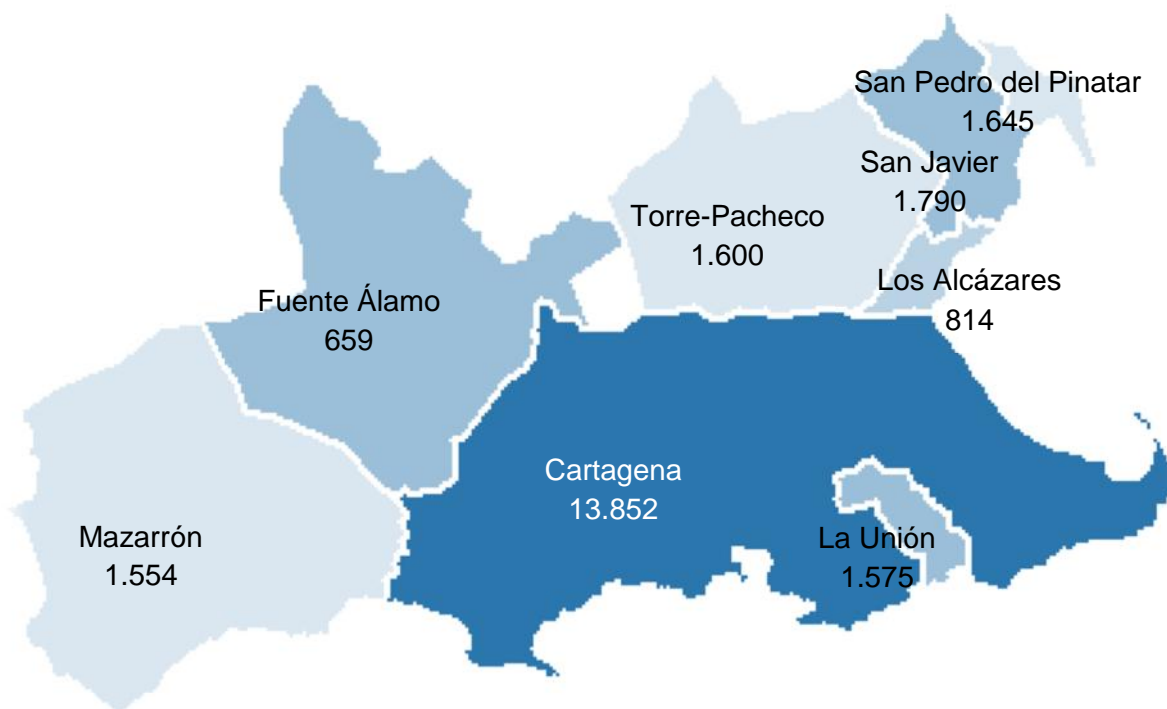 San Pedro del Pinatar
1.645
San Javier
1.790
Torre-Pacheco
1.600
Los Alcázares
814
Fuente Álamo
659
Cartagena
13.852
Mazarrón
1.554
La Unión
1.575